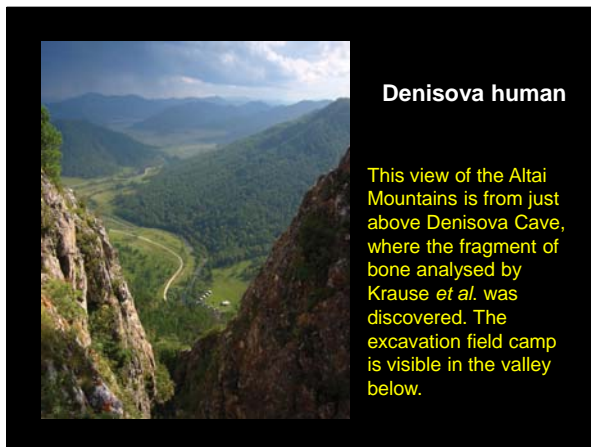 Denisova human
This view of the Altai
Mountains is from just
above Denisova Cave,
where the fragment of
bone analysed by
Krause et al. was
discovered. The
excavation field camp
is visible in the valley
below.